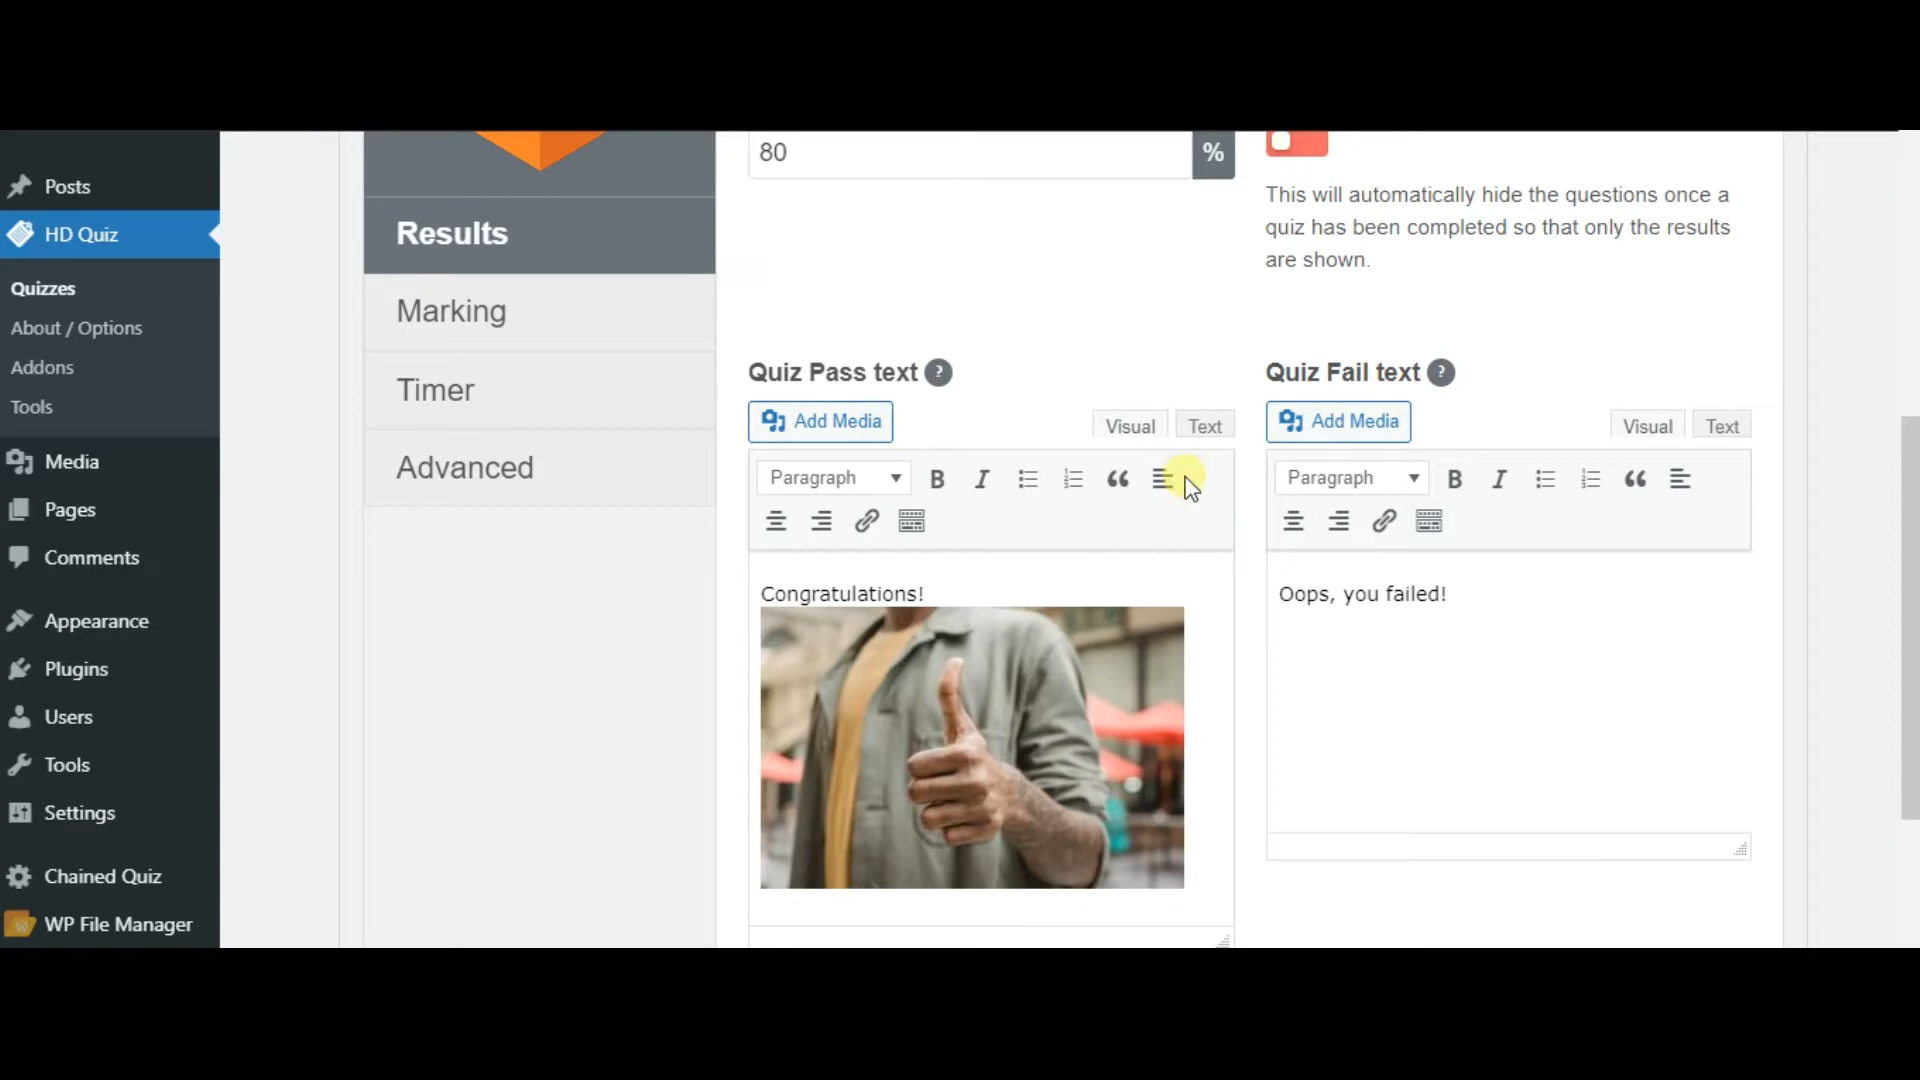 Posts
HD Quiz
Quizzes
About / Options
Addons
Tools
Media
Pages
Comments
Appearance
Plugins
Users
Tools
Settings
Chained Quiz
WP File Manager
Results
Marking
Timer
Advanced
80
%
This will automatically hide the questions once a
quiz has been completed so that only the results
are shown.
Quiz Pass text ?
Add Media
Visual
Text
Paragraph
Congratulations!
Quiz Fail text ?
Add Media
Visual
Text
Paragraph
Oops, you failed!